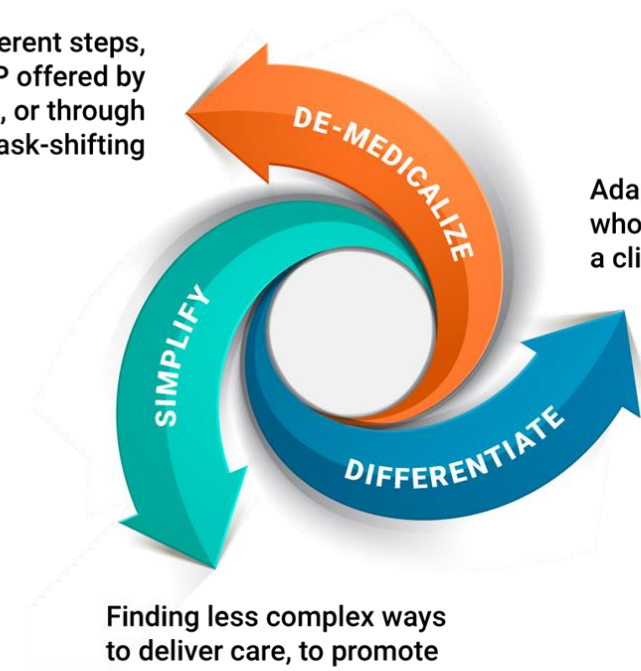 erent steps,
P offered by
, or through
ask-shifting
DE-MEDICALIZE
Ada
who
a cli
SIMPLIFY
DIFFERENTIATE
Finding less complex ways
to deliver care, to promote